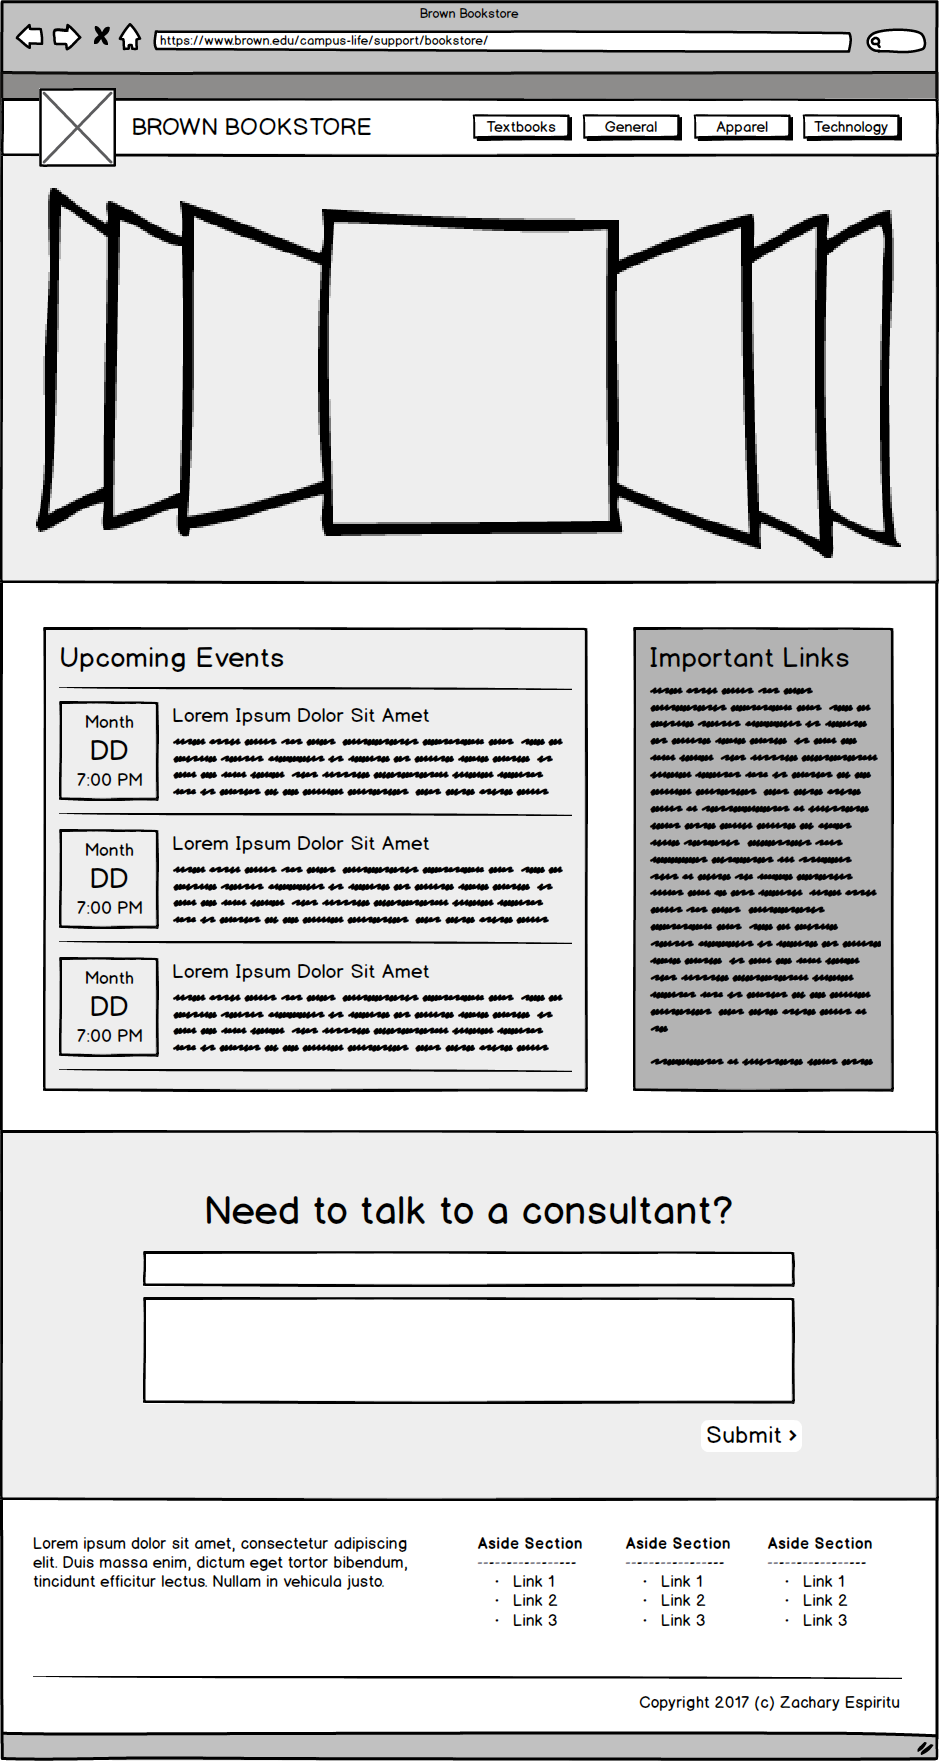 Brown Bookstore
https://www.brown.edu/campus-life/support/bookstore/
BROWN BOOKSTORE
Textbooks
General
Apparel
Technology
Upcoming Events
Month
DD
7:00 PM
Lorem Ipsum Dolor Sit Amet
Month
DD
7:00 PM
Lorem Ipsum Dolor Sit Amet
Month
DD
7:00 PM
Lorem Ipsum Dolor Sit Amet
Important Links
Need to talk to a consultant?
Submit >
Lorem ipsum dolor sit amet, consectetur adipiscing
elit. Duis massa enim, dictum eget tortor bibendum,
tincidunt efficitur lectus. Nullam in vehicula justo.
Aside Section
-----------------
• Link 1
• Link 2
• Link 3
Aside Section
-----------------
• Link 1
• Link 2
• Link 3
Aside Section
-----------------
• Link 1
• Link 2
• Link 3
Copyright 2017 (c) Zachary Espiritu